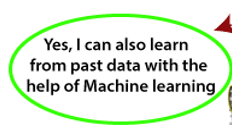 Yes, I can also learn
from past data with the
help of Machine learning